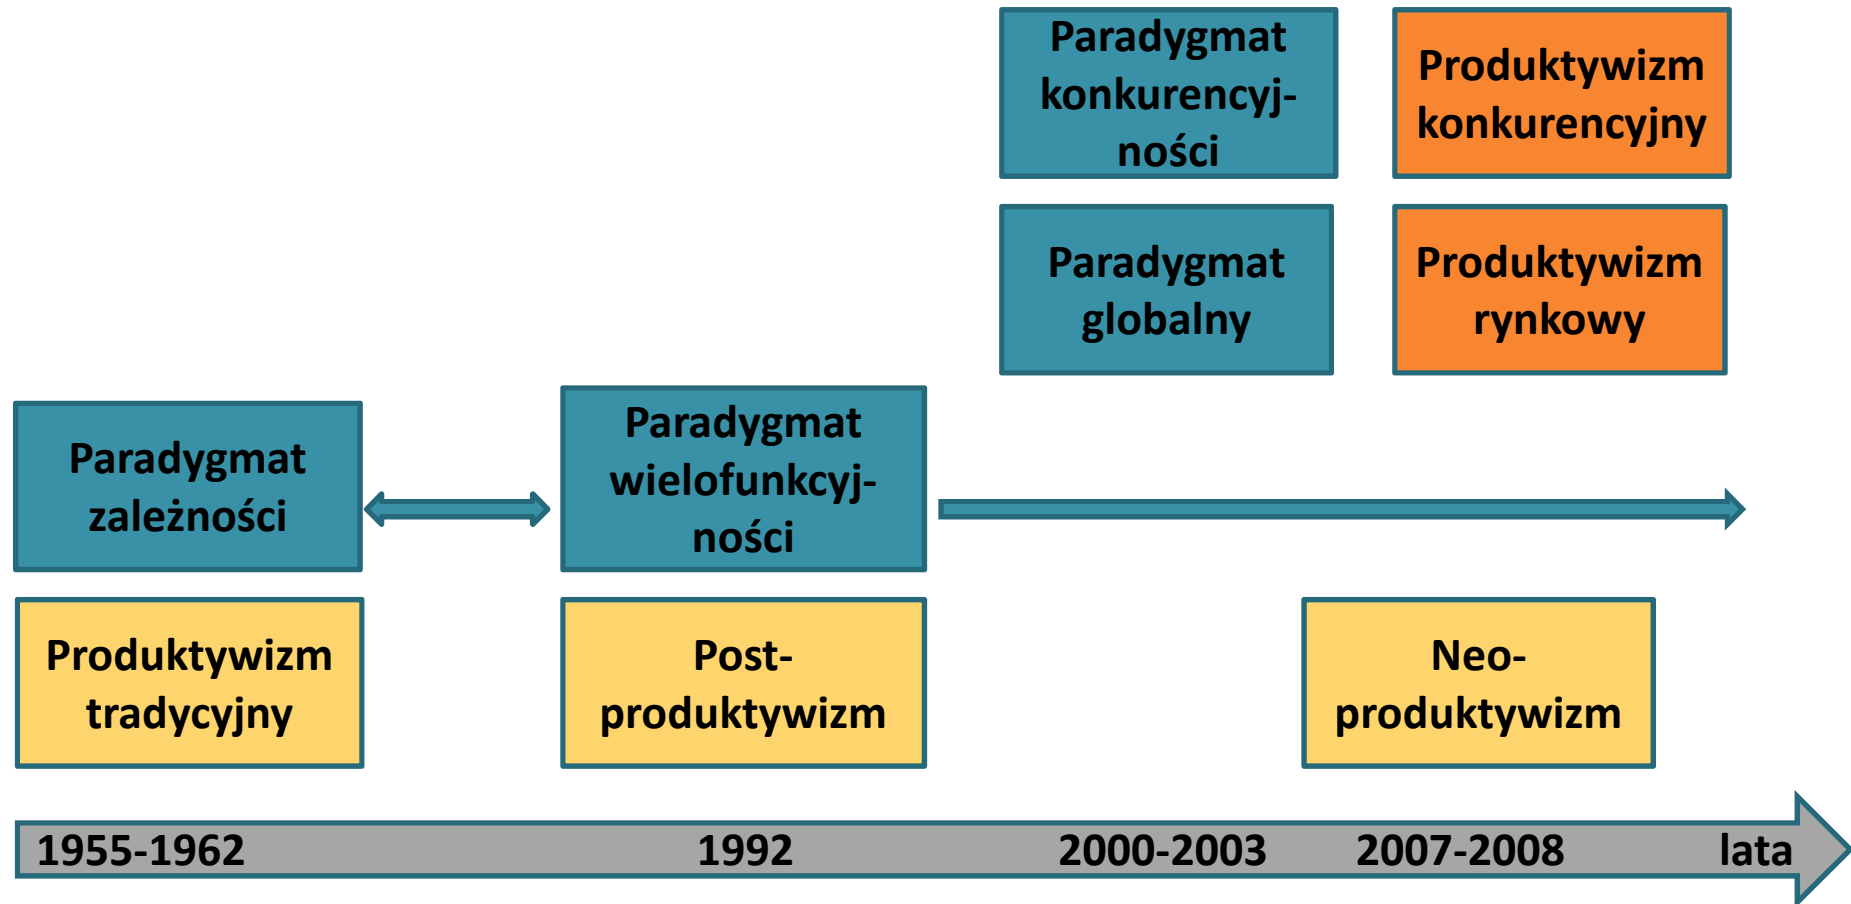 Paradygmat
konkurencyj-
ności
Produktywizm
konkurencyjny
Paradygmat
globalny
Produktywizm
rynkowy
Paradygmat
zależności
Paradygmat
wielofunkcyj-
ności
Produktywizm
tradycyjny
Post-
produktywizm
Neo-
produktywizm
1955-1962 1992 2000-2003 2007-2008 lata